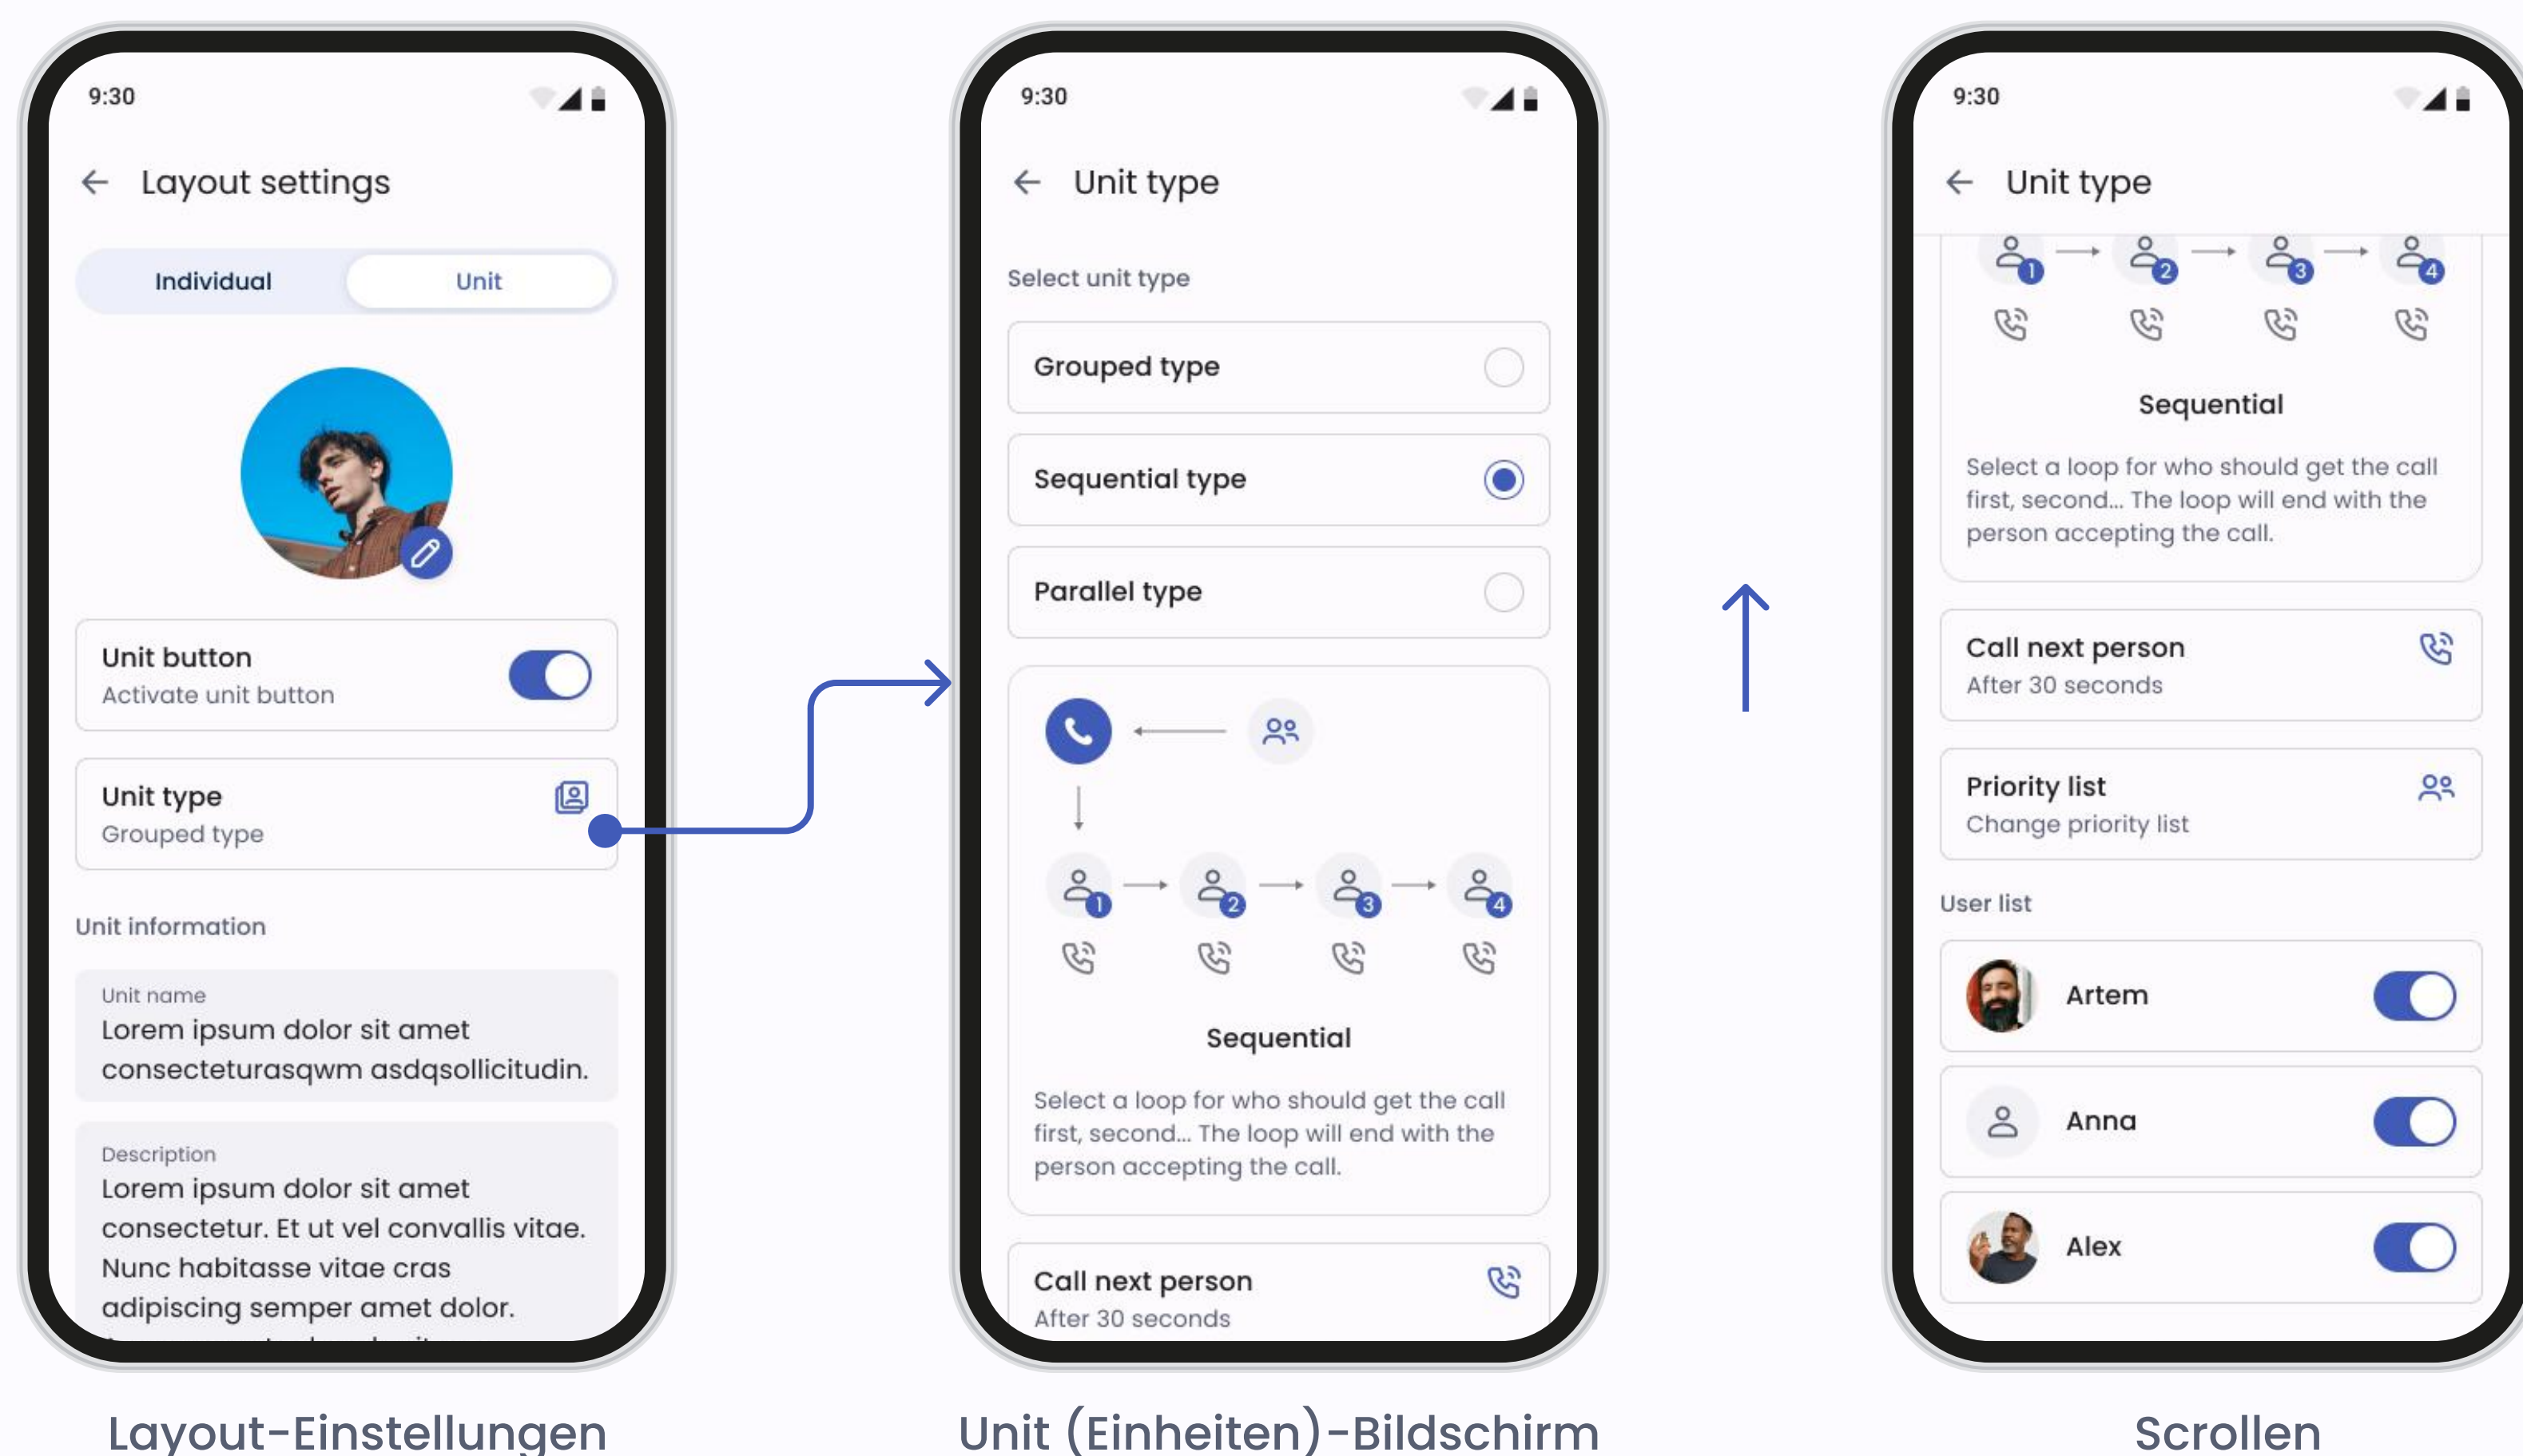 9:30
Layout settings
Individual
Unit
Unit button
Activate unit button
Unit type
Grouped type
Unit information
Unit name
Lorem ipsum dolor sit amet
consecteturasqwm asdqsollicitudin.
Description
Lorem ipsum dolor sit amet
consectetur. Et ut vel convallis vitae.
Nunc habitasse vitae cras
adipiscing semper amet dolor.
Layout-Einstellungen
9:30
Unit type
Select unit type
Grouped type
Sequential type
Parallel type
1 2 3 4
Sequential
Select a loop for who should get the call
first, second... The loop will end with the
person accepting the call.
Call next person
After 30 seconds
Unit (Einheiten)-Bildschirm
9:30
Unit type
1 2 3 4
Sequential
Select a loop for who should get the call
first, second... The loop will end with the
person accepting the call.
Call next person
After 30 seconds
Priority list
Change priority list
User list
Artem
Anna
Alex
Scrollen